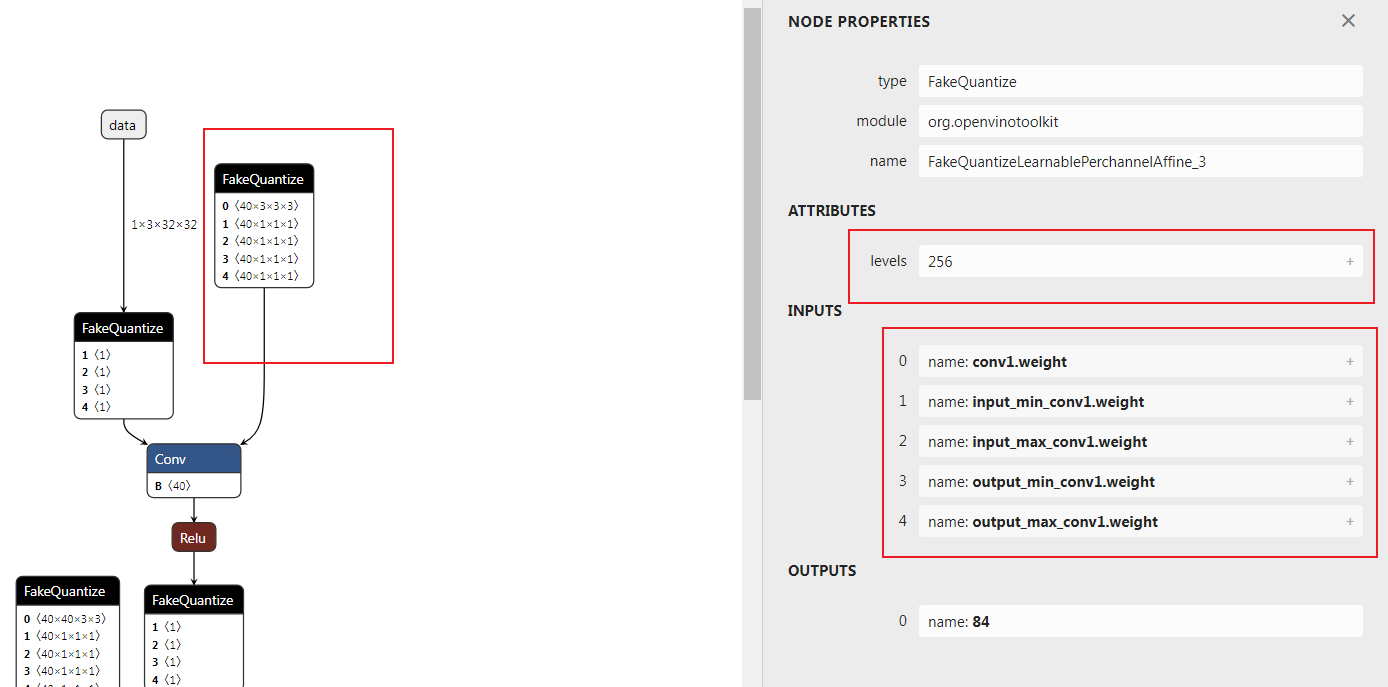 data
1×3×32×32
FakeQuantize
0 〈40×3×3×3〉
1 〈40×1×1×1〉
2 〈40×1×1×1〉
3 〈40×1×1×1〉
4 〈40×1×1×1〉
FakeQuantize
1 〈1〉
2 〈1〉
3 〈1〉
4 〈1〉
Conv
B 〈40〉
Relu
FakeQuantize
0 〈40×40×3×3〉
1 〈40×1×1×1〉
2 〈40×1×1×1〉
3 〈40×1×1×1〉
FakeQuantize
1 〈1〉
2 〈1〉
3 〈1〉
4 〈1〉
NODE PROPERTIES
type FakeQuantize
module org.openvinotoolkit
name FakeQuantizeLearnablePerchannelAffine_3
ATTRIBUTES
levels 256 +
INPUTS
0 name: conv1.weight +
1 name: input_min_conv1.weight +
2 name: input_max_conv1.weight +
3 name: output_min_conv1.weight +
4 name: output_max_conv1.weight +
OUTPUTS
0 name: 84